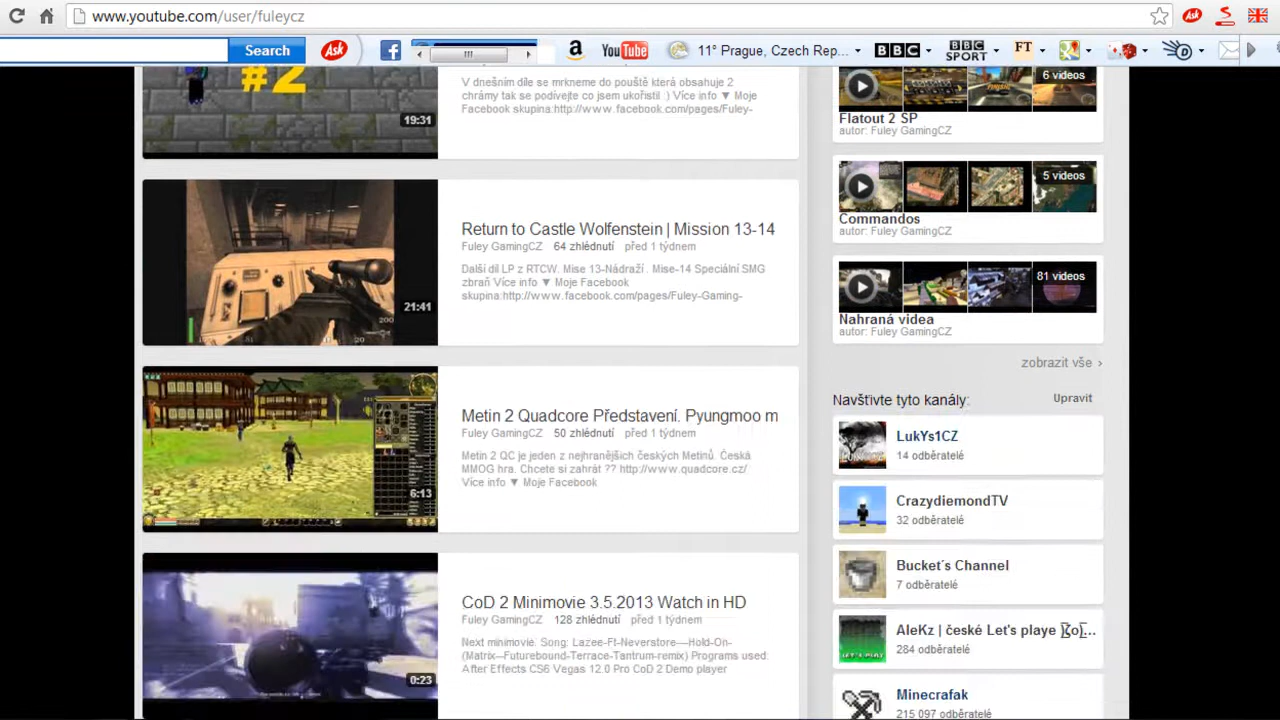 www.youtube.com/user/fuleycz
Ask
Search
Ask
amazon
YouTube
11° Prague, Czech Rep...
BBC
BBC SPORT
FT
#2
19:31
V dnešním díle se mrkneme do pouště která obsahuje 2
chrámy tak se podívejte co jsem ukořistil :) Více info ▼ Moje
Facebook skupina:http://www.facebook.com/pages/Fuley-
21:41
Return to Castle Wolfenstein | Mission 13-14
Fuley GamingCZ 64 zhlédnutí před 1 týdnem
Další díl LP z RTCW. Mise 13-Nádraží . Mise-14 Speciální SMG
zbraň Více info ▼ Moje Facebook
skupina:http://www.facebook.com/pages/Fuley-Gaming-
6:13
Metin 2 Quadcore Představení. Pyungmoo m
Fuley GamingCZ 50 zhlédnutí před 1 týdnem
Metin 2 QC je jeden z nejhranějších českých Metinů. Česká
MMOG hra. Chcete si zahrát ?? http://www.quadcore.cz/
Více info ▼ Moje Facebook
0:23
CoD 2 Minimovie 3.5.2013 Watch in HD
Fuley GamingCZ 128 zhlédnutí před 1 týdnem
Next minimovie. Song: Lazee-Ft-Neverstore---Hold-On-
(Matrix--Futurebound-Terrace-Tantrum-remix) Programs used:
After Effects CS6 Vegas 12.0 Pro CoD 2 Demo player
6 videos
Flatout 2 SP
autor: Fuley GamingCZ
5 videos
Commandos
autor: Fuley GamingCZ
81 videos
Nahraná videa
autor: Fuley GamingCZ
zobrazit vše ›
Navštivte tyto kanály:
Upravit
LukYs1CZ
14 odběratelé
CrazydiemondTV
32 odběratelé
Bucket´s Channel
7 odběratelé
AleKz | české Let's playe
284 odběratelé
Minecrafak
215 097 odběratelé